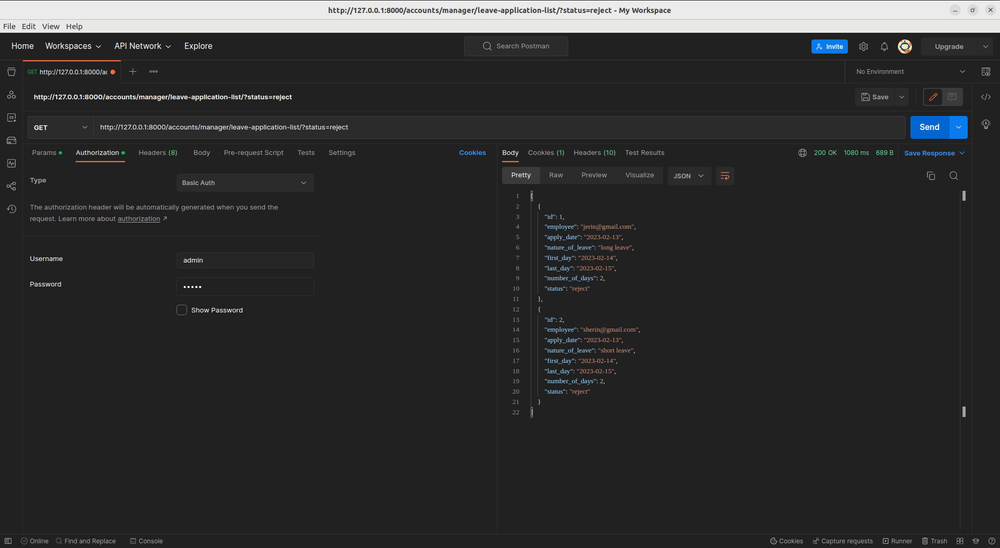 http://127.0.0.1:8000/accounts/manager/leave-application-list/?status=reject - My Workspace
File Edit View Help
Home Workspaces API Network Explore Search Postman Invite Upgrade
GET http://127.0.0.1:8000/ac No Environment
http://127.0.0.1:8000/accounts/manager/leave-application-list/?status=reject Save
GET http://127.0.0.1:8000/accounts/manager/leave-application-list/?status=reject Send
Params Authorization Headers (8) Body Pre-request Script Tests Settings Cookies
Type Basic Auth
The authorization header will be automatically generated when you send the
request. Learn more about authorization ↗
Username admin
Password •••••
Show Password
Body Cookies (1) Headers (10) Test Results 200 OK 1080 ms 689 B Save Response
Pretty Raw Preview Visualize JSON
1 [
2 {
3 "id": 1,
4 "employee": "jerin@gmail.com",
5 "apply_date": "2023-02-13",
6 "nature_of_leave": "long leave",
7 "first_day": "2023-02-14",
8 "last_day": "2023-02-15",
9 "number_of_days": 2,
10 "status": "reject"
11 },
12 {
13 "id": 2,
14 "employee": "sherin@gmail.com",
15 "apply_date": "2023-02-13",
16 "nature_of_leave": "short leave",
17 "first_day": "2023-02-14",
18 "last_day": "2023-02-15",
19 "number_of_days": 2,
20 "status": "reject"
21 }
22 ]
Online Find and Replace Console Cookies Capture requests Runner Trash